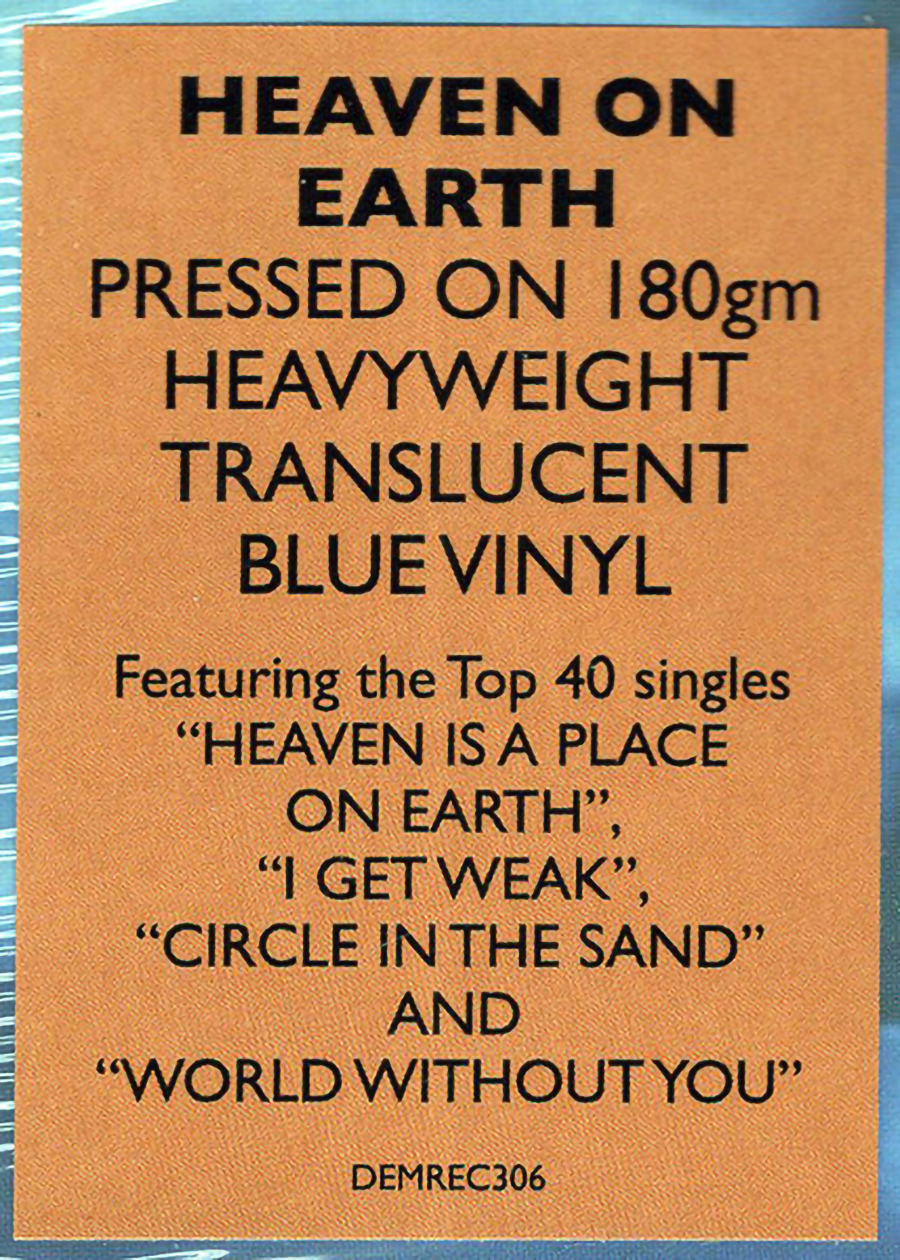 HEAVEN ON
EARTH
PRESSED ON 180gm
HEAVYWEIGHT
TRANSLUCENT
BLUE VINYL
Featuring the Top 40 singles
“HEAVEN IS A PLACE
ON EARTH”,
“I GET WEAK”,
“CIRCLE IN THE SAND”
AND
“WORLD WITHOUT YOU”
DEMREC306